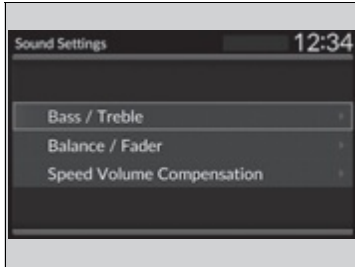 Sound Settings
12:34
Bass / Treble
Balance / Fader
Speed Volume Compensation